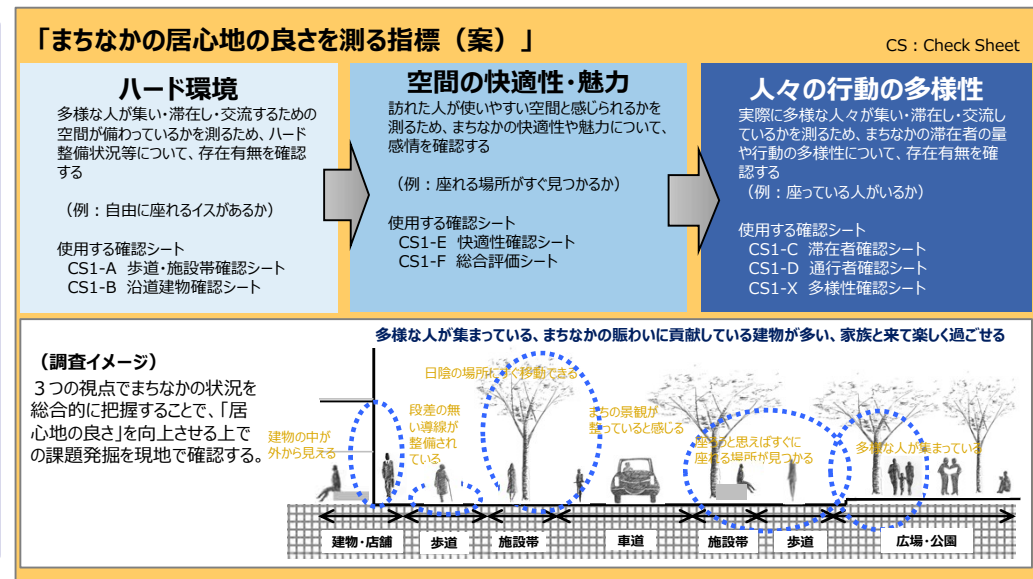 「まちなかの居心地の良さを測る指標（案）」
CS：Check Sheet
ハード環境
多様な人が集い・滞在し・交流するための
空間が備わっているかを測るため、ハード
整備状況等について、存在有無を確認
する
（例：自由に座れるイスがあるか）
使用する確認シート
CS1-A 歩道・施設帯確認シート
CS1-B 沿道建物確認シート
空間の快適性・魅力
訪れた人が使いやすい空間と感じられるかを
測るため、まちなかの快適性や魅力について、
感情を確認する
（例：座れる場所がすぐ見つかるか）
使用する確認シート
CS1-E 快適性確認シート
CS1-F 総合評価シート
人々の行動の多様性
実際に多様な人々が集い・滞在し・交流し
ているかを測るため、まちなかの滞在者の量
や行動の多様性について、存在有無を確
認する
（例：座っている人がいるか）
使用する確認シート
CS1-C 滞在者確認シート
CS1-D 通行者確認シート
CS1-X 多様性確認シート
多様な人が集まっている、まちなかの賑わいに貢献している建物が多い、家族と来て楽しく過ごせる
（調査イメージ）
３つの視点でまちなかの状況を
総合的に把握することで、「居
心地の良さ」を向上させる上で
の課題発掘を現地で確認する。
建物の中が
外から見える
段差の無
い導線が
整備され
ている
日陰の場所にすぐ移動できる
まちの景観が
整っていると感じる
座ろうと思えばすぐに
座れる場所が見つかる
多様な人が集まっている
建物・店舗
歩道
施設帯
車道
施設帯
歩道
広場・公園